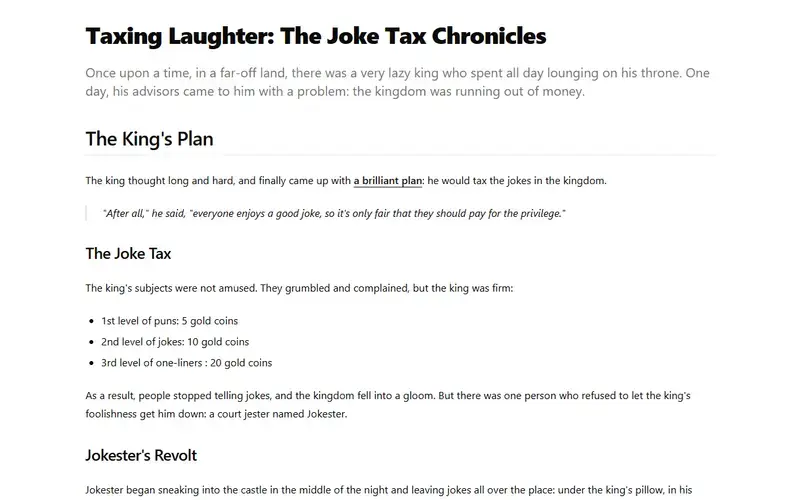 Taxing Laughter: The Joke Tax Chronicles
Once upon a time, in a far-off land, there was a very lazy king who spent all day lounging on his throne. One
day, his advisors came to him with a problem: the kingdom was running out of money.
The King's Plan
The king thought long and hard, and finally came up with a brilliant plan: he would tax the jokes in the kingdom.
"After all," he said, "everyone enjoys a good joke, so it's only fair that they should pay for the privilege."
The Joke Tax
The king's subjects were not amused. They grumbled and complained, but the king was firm:
• 1st level of puns: 5 gold coins
• 2nd level of jokes: 10 gold coins
• 3rd level of one-liners : 20 gold coins
As a result, people stopped telling jokes, and the kingdom fell into a gloom. But there was one person who refused to let the king's
foolishness get him down: a court jester named Jokester.
Jokester's Revolt
Jokester began sneaking into the castle in the middle of the night and leaving jokes all over the place: under the king's pillow, in his